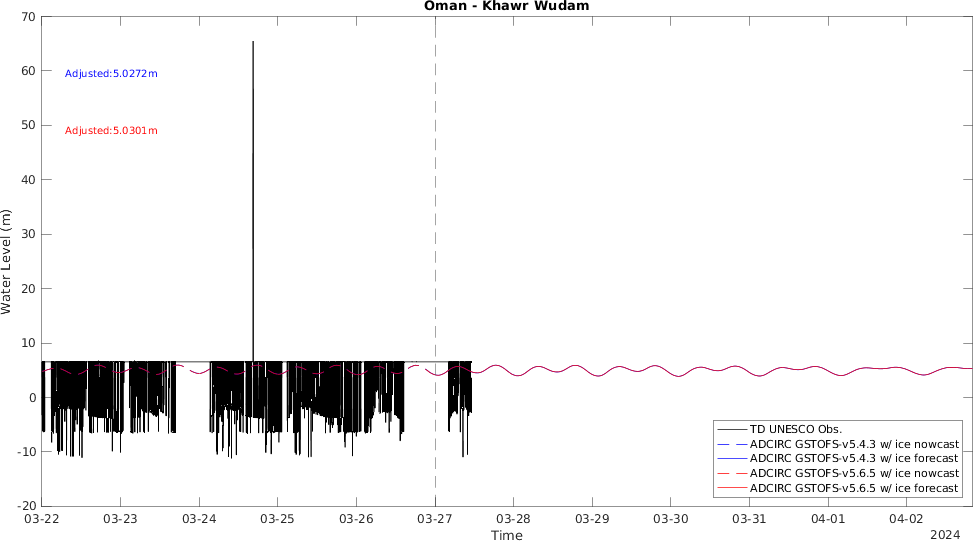 Oman - Khawr Wudam
70
60
50
40
30
20
10
0
-10
-20
Water Level (m)
Adjusted:5.0272m
Adjusted:5.0301m
TD UNESCO Obs.
ADCIRC GSTOFS-v5.4.3 w/ ice nowcast
ADCIRC GSTOFS-v5.4.3 w/ ice forecast
ADCIRC GSTOFS-v5.6.5 w/ ice nowcast
ADCIRC GSTOFS-v5.6.5 w/ ice forecast
03-22 03-23 03-24 03-25 03-26 03-27 03-28 03-29 03-30 03-31 04-01 04-02
Time
2024